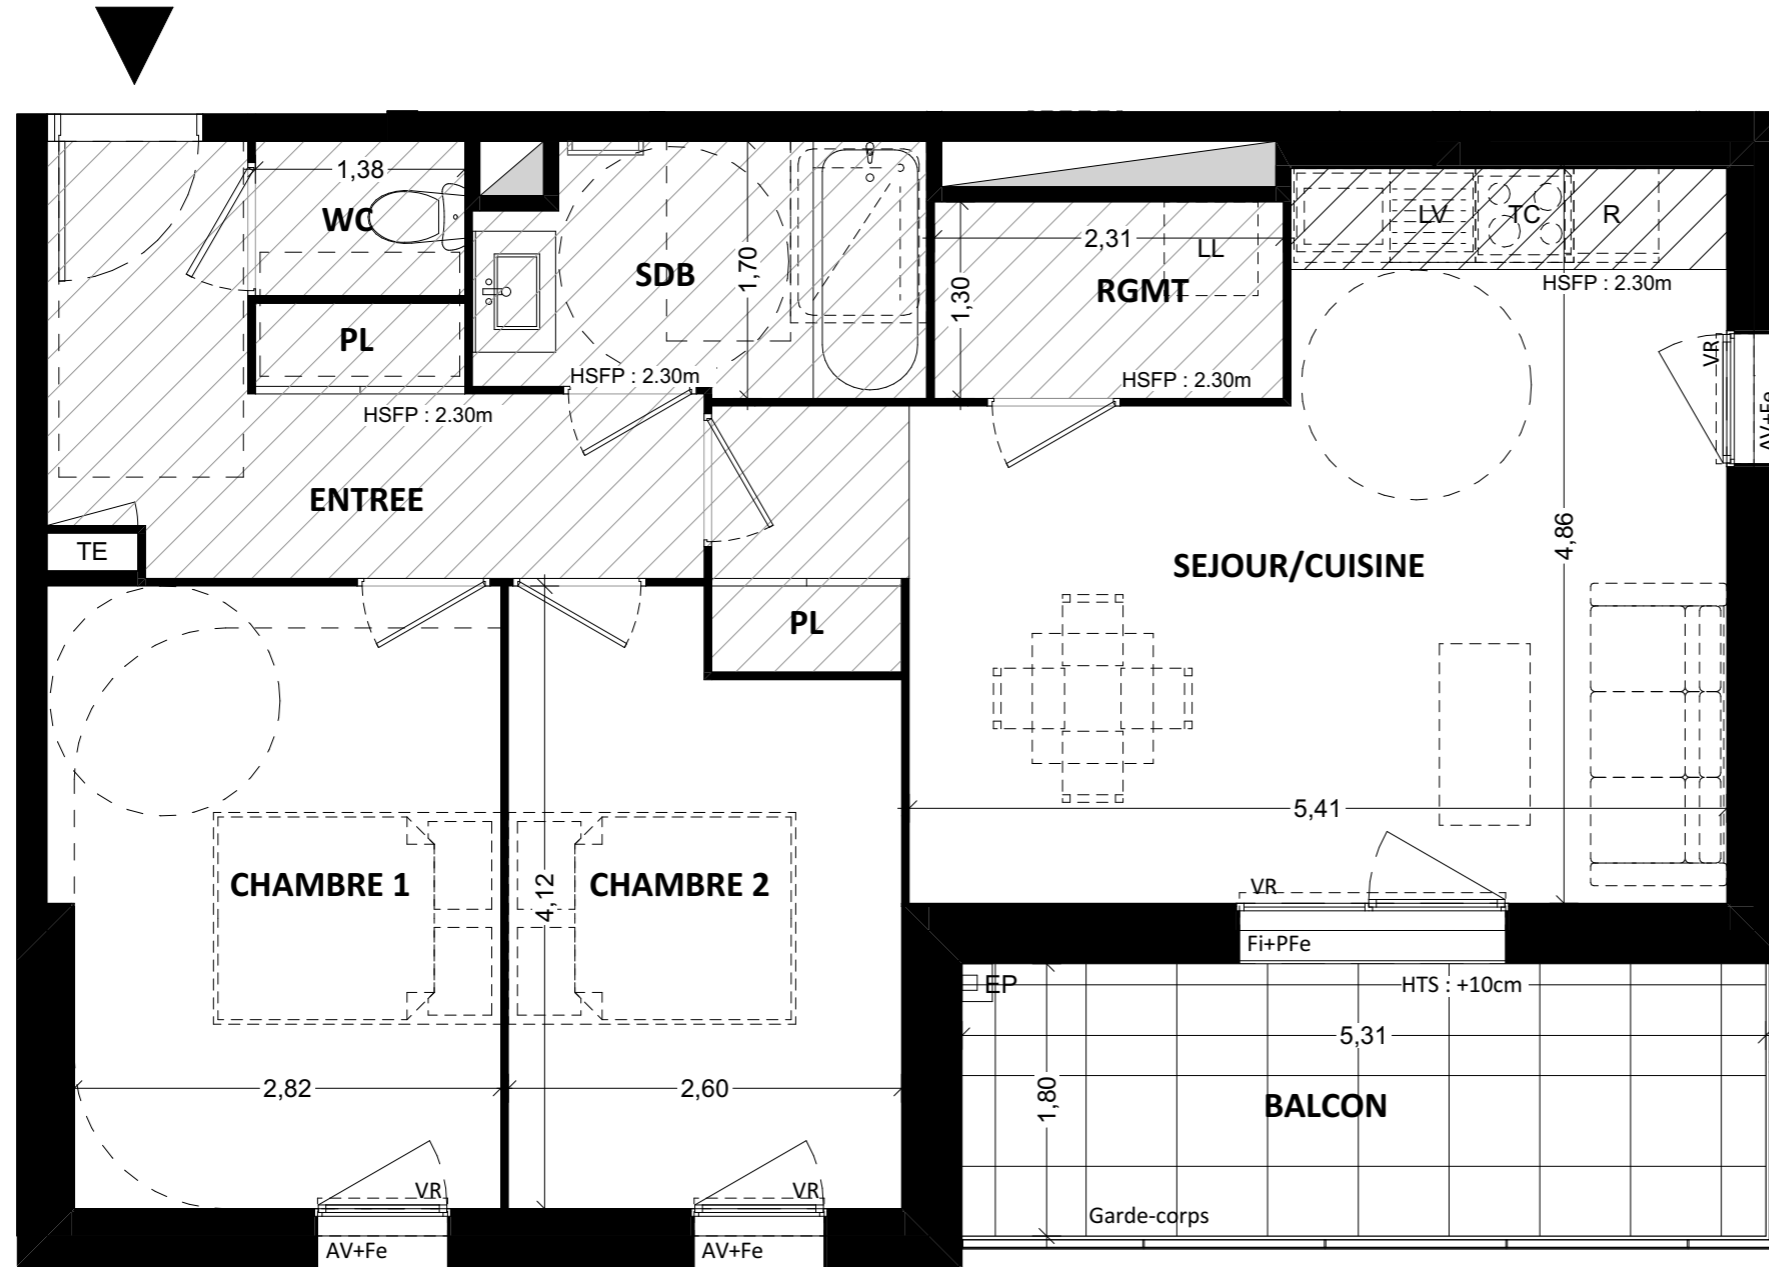 1,38
WC
SDB
1,70
2,31
LL
RGMT
1,30
LV
TC
R
HSFP : 2.30m
PL
HSFP : 2.30m
HSFP : 2.30m
HSFP : 2.30m
VR
AV+Fe
ENTREE
TE
4,86
SEJOUR/CUISINE
PL
5,41
CHAMBRE 1
4,12
CHAMBRE 2
VR
Fi+PFe
EP
HTS : +10cm
5,31
2,82
2,60
1,80
BALCON
VR
VR
Garde-corps
AV+Fe
AV+Fe